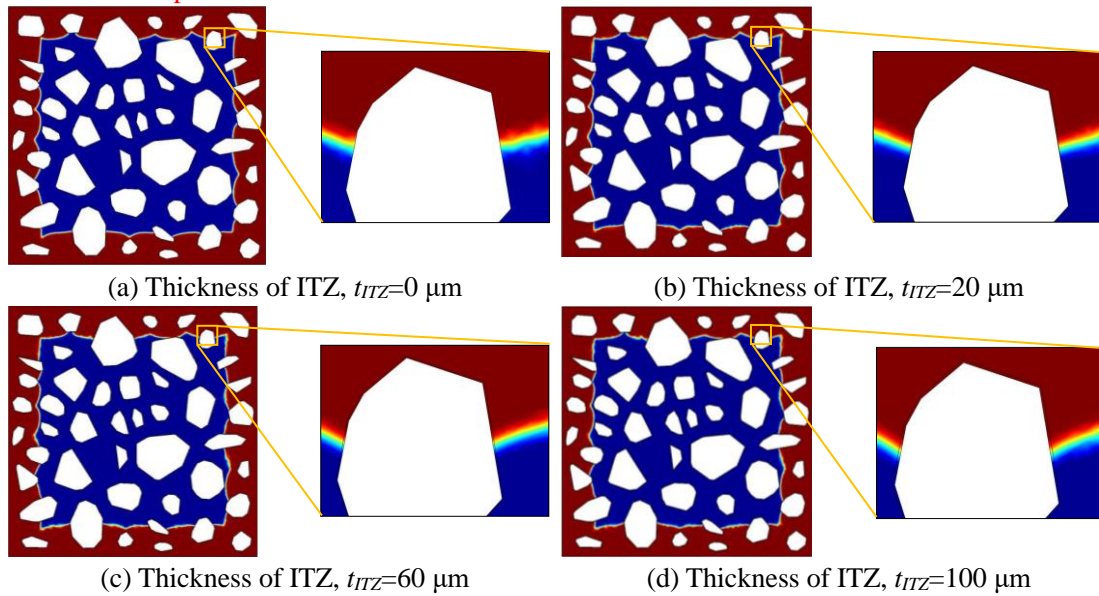 (a) Thickness of ITZ, tITZ=0 μm
(b) Thickness of ITZ, tITZ=20 μm
(c) Thickness of ITZ, tITZ=60 μm
(d) Thickness of ITZ, tITZ=100 μm